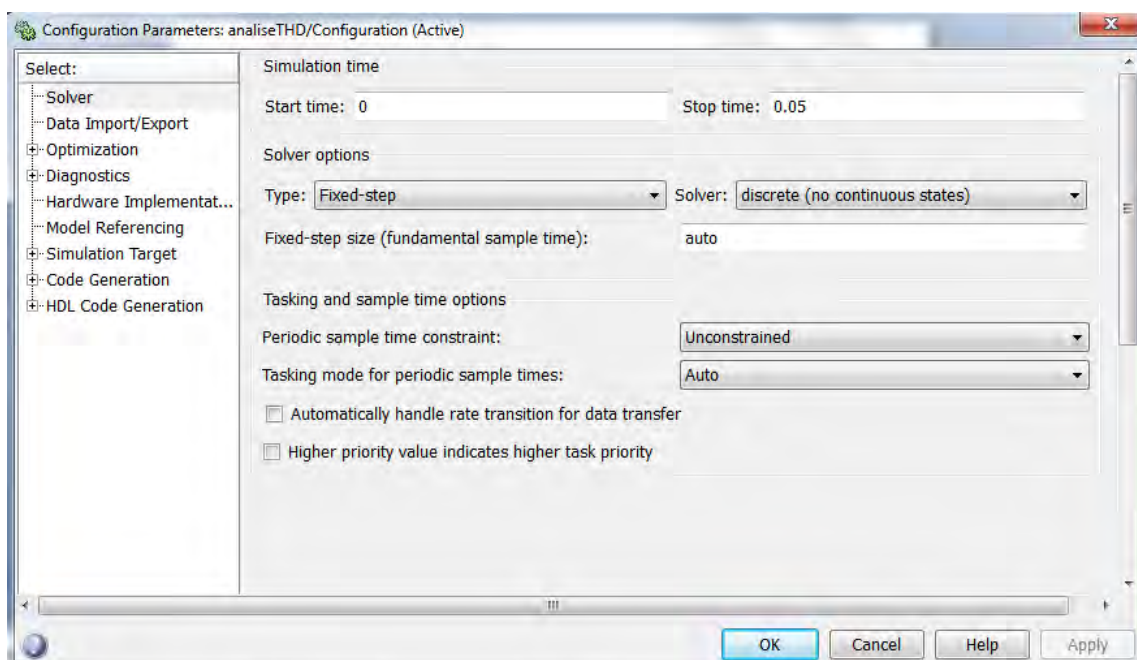 Configuration Parameters: analiseTHD/Configuration (Active)
Select:
Solver
Data Import/Export
Optimization
Diagnostics
Hardware Implementat...
Model Referencing
Simulation Target
Code Generation
HDL Code Generation
Simulation time
Start time: 0 Stop time: 0.05
Solver options
Type: Fixed-step Solver: discrete (no continuous states)
Fixed-step size (fundamental sample time): auto
Tasking and sample time options
Periodic sample time constraint: Unconstrained
Tasking mode for periodic sample times: Auto
Automatically handle rate transition for data transfer
Higher priority value indicates higher task priority
OK Cancel Help Apply